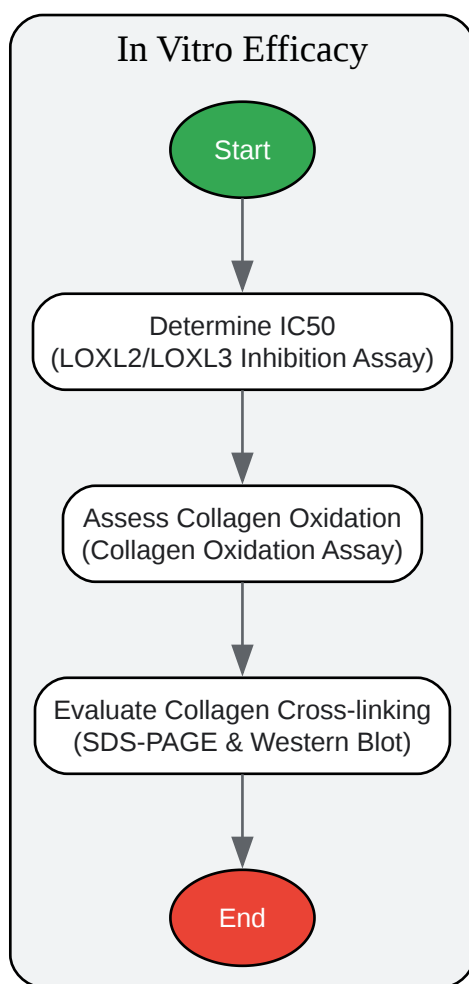 In Vitro Efficacy
Start
Determine IC50
(LOXL2/LOXL3 Inhibition Assay)
Assess Collagen Oxidation
(Collagen Oxidation Assay)
Evaluate Collagen Cross-linking
(SDS-PAGE & Western Blot)
End